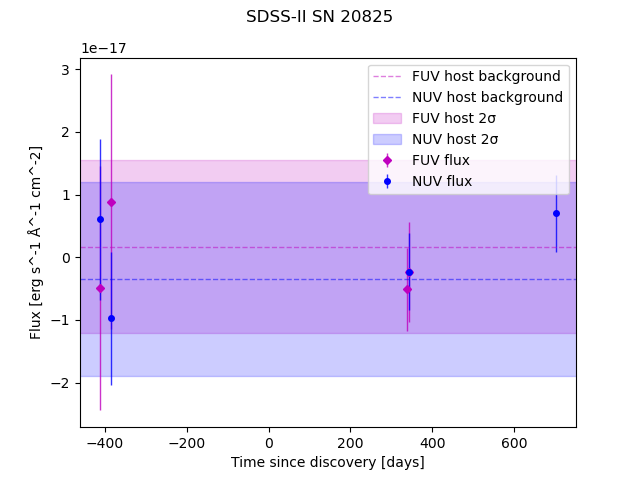 SDSS-II SN 20825
1e−17
FUV host background
NUV host background
FUV host 2σ
NUV host 2σ
FUV flux
NUV flux
3
2
1
0
−1
−2
Flux [erg s^-1 Å^-1 cm^-2]
−400 −200 0 200 400 600
Time since discovery [days]